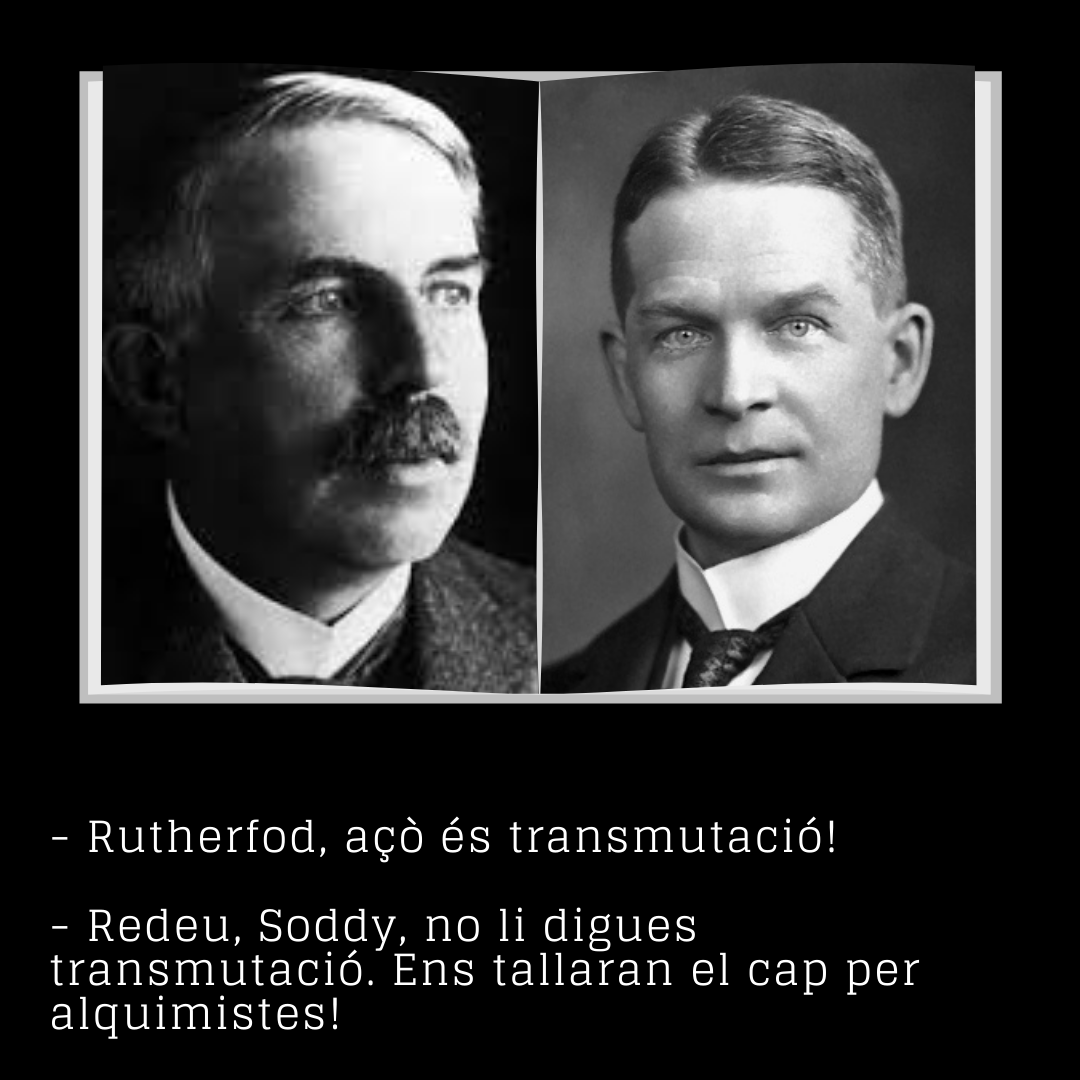 - Rutherfod, açò és transmutació!
- Redeu, Soddy, no li digues
transmutació. Ens tallaran el cap per
alquimistes!